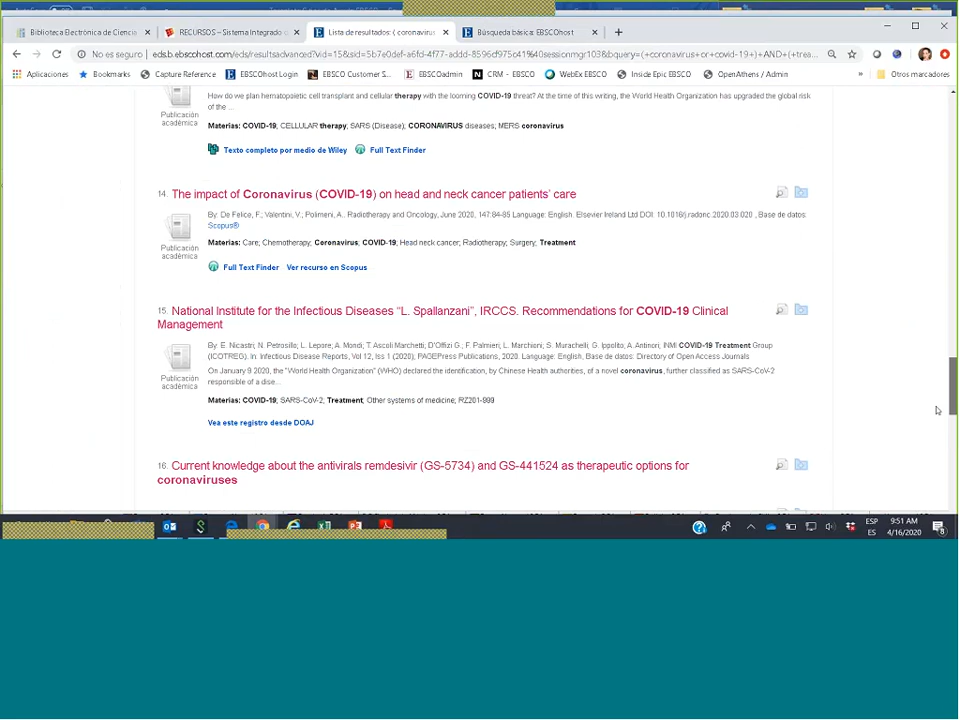 Biblioteca Electrónica de Ciencia
RECURSOS – Sistema Integrado
Lista de resultados: ( coronavirus
Búsqueda básica: EBSCOhost
No es seguro
eds.b.ebscohost.com/eds/resultsadvanced?vid=15&sid=5b7e0def-a6fd-4f77-addd-8596d975c41%40sessionmgr103&bquery=(+coronavirus+or+covid-19+)+AND+(+trea...
Aplicaciones
Bookmarks
Capture Reference
EBSCOhost Login
EBSCO Customer S...
EBSCOadmin
CRM - EBSCO
WebEx EBSCO
Inside Epic EBSCO
OpenAthens / Admin
»
Otros marcadores
How do we plan hematopoietic cell transplant and cellular therapy with the looming COVID-19 threat? At the time of this writing, the World Health Organization has upgraded the global risk
of the ...
Publicación
académica
Materias: COVID-19; CELLULAR therapy; SARS (Disease); CORONAVIRUS diseases; MERS coronavirus
Texto completo por medio de Wiley
Full Text Finder
14. The impact of Coronavirus (COVID-19) on head and neck cancer patients' care
By: De Felice, F.; Valentini, V.; Polimeni, A.. Radiotherapy and Oncology, June 2020, 147:84-85 Language: English. Elsevier Ireland Ltd DOI: 10.1016/j.radonc.2020.03.020 , Base de datos:
Scopus®
Publicación
académica
Materias: Care; Chemotherapy; Coronavirus; COVID-19; Head neck cancer; Radiotherapy; Surgery; Treatment
Full Text Finder
Ver recurso en Scopus
15. National Institute for the Infectious Diseases "L. Spallanzani", IRCCS. Recommendations for COVID-19 Clinical
Management
By: E. Nicastri; N. Petrosillo; L. Lepore; A. Mondi; T. Ascoli Marchetti; D'Offizi G.; F. Palmieri; L. Marchioni; S. Murachelli; G. Ippolito; A. Antinori; INMI COVID-19 Treatment Group
(ICOTREG). In: Infectious Disease Reports, Vol 12, Iss 1 (2020); PAGEPress Publications, 2020. Language: English, Base de datos: Directory of Open Access Journals
On January 9 2020, the "World Health Organization" (WHO) declared the identification, by Chinese Health authorities, of a novel coronavirus, further classified as SARS-CoV-2
responsible of a dise...
Publicación
académica
Materias: COVID-19; SARS-CoV-2; Treatment; Other systems of medicine; RZ201-999
Vea este registro desde DOAJ
16. Current knowledge about the antivirals remdesivir (GS-5734) and GS-441524 as therapeutic options for
coronaviruses
ESP
ES
9:51 AM
4/16/2020
8